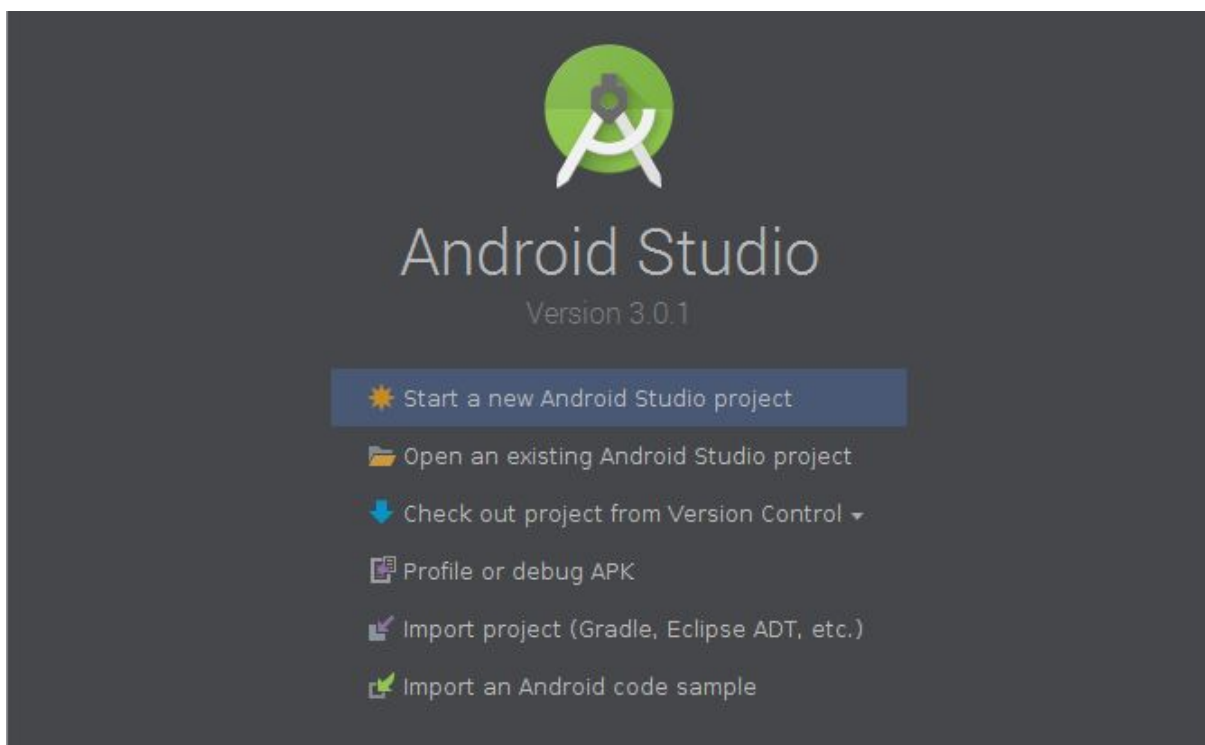 Android Studio
Version 3.0.1
Start a new Android Studio project
Open an existing Android Studio project
Check out project from Version Control
Profile or debug APK
Import project (Gradle, Eclipse ADT, etc.)
Import an Android code sample